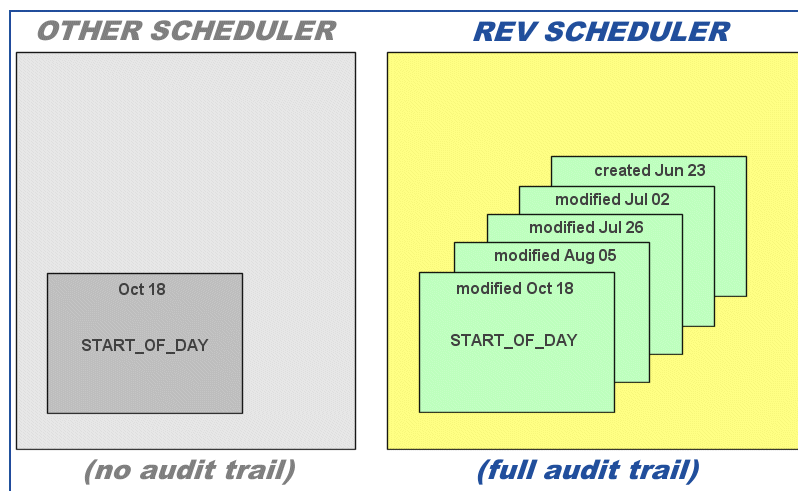 OTHER SCHEDULER
Oct 18
START_OF_DAY
(no audit trail)
REV SCHEDULER
created Jun 23
modified Jul 02
modified Jul 26
modified Aug 05
modified Oct 18
START_OF_DAY
(full audit trail)